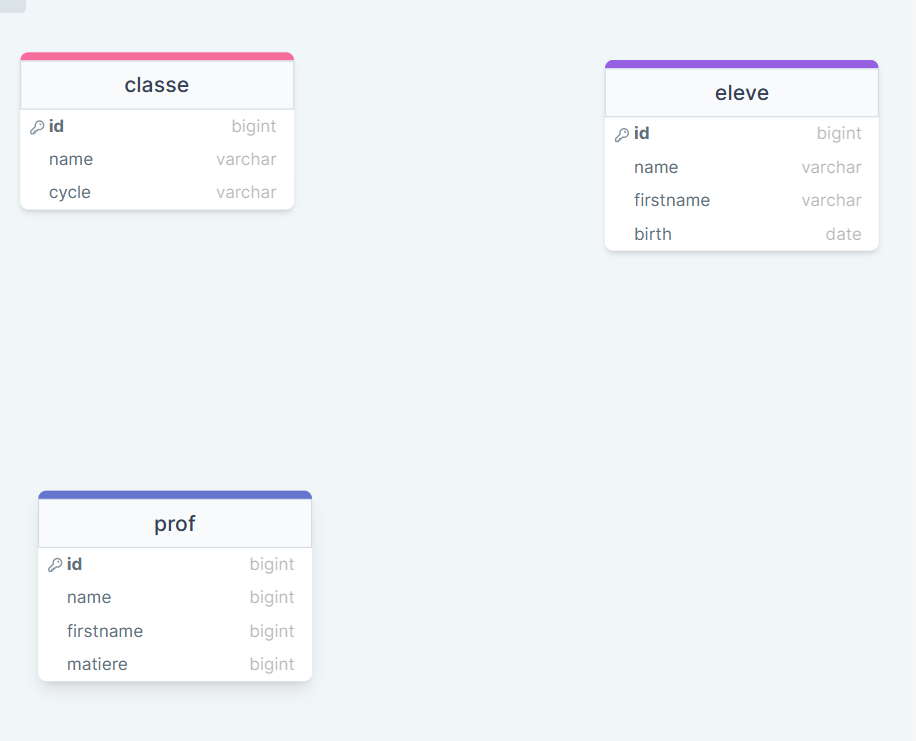 classe
id bigint
name varchar
cycle varchar
eleve
id bigint
name varchar
firstname varchar
birth date
prof
id bigint
name bigint
firstname bigint
matiere bigint